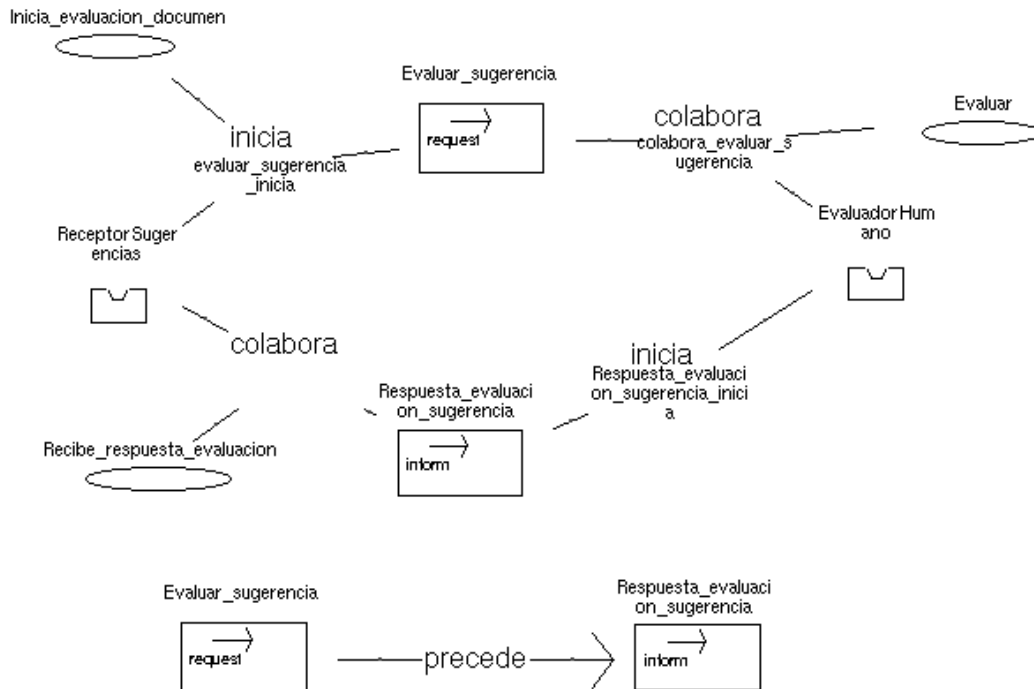 Inicia_evaluacion_documen
Evaluar_sugerencia
request
inicia
evaluar_sugerencia
_inicia
colabora
colabora_evaluar_s
ugerencia
Evaluar
Receptor Suger
encias
Evaluador Hum
ano
colabora
inicia
Respuesta_evaluaci
on_sugerencia_inici
a
Respuesta_evaluaci
on_sugerencia
inform
Recibe_respuesta_evaluacion
Evaluar_sugerencia
request
precede
Respuesta_evaluaci
on_sugerencia
inform